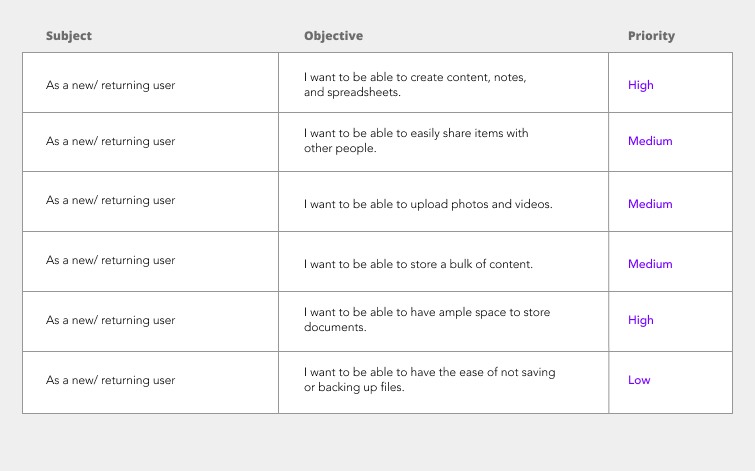 Subject Objective Priority
As a new/ returning user
I want to be able to create content, notes,
and spreadsheets.
High
As a new/ returning user
I want to be able to easily share items with
other people.
Medium
As a new/ returning user
I want to be able to upload photos and videos.
Medium
As a new/ returning user
I want to be able to store a bulk of content.
Medium
As a new/ returning user
I want to be able to have ample space to store
documents.
High
As a new/ returning user
I want to be able to have the ease of not saving
or backing up files.
Low